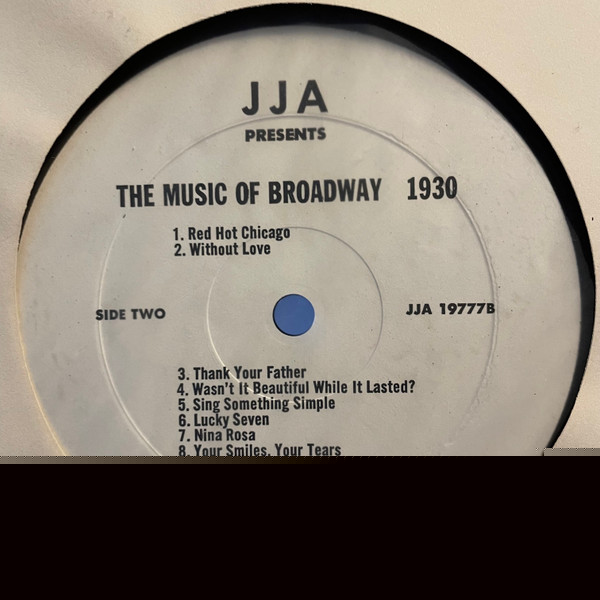 JJA
PRESENTS
THE MUSIC OF BROADWAY 1930
1. Red Hot Chicago
2. Without Love
SIDE TWO
JJA 19777B
3. Thank Your Father
4. Wasn't It Beautiful While It Lasted?
5. Sing Something Simple
6. Lucky Seven
7. Nina Rosa
8. Your Smiles, Your Tears